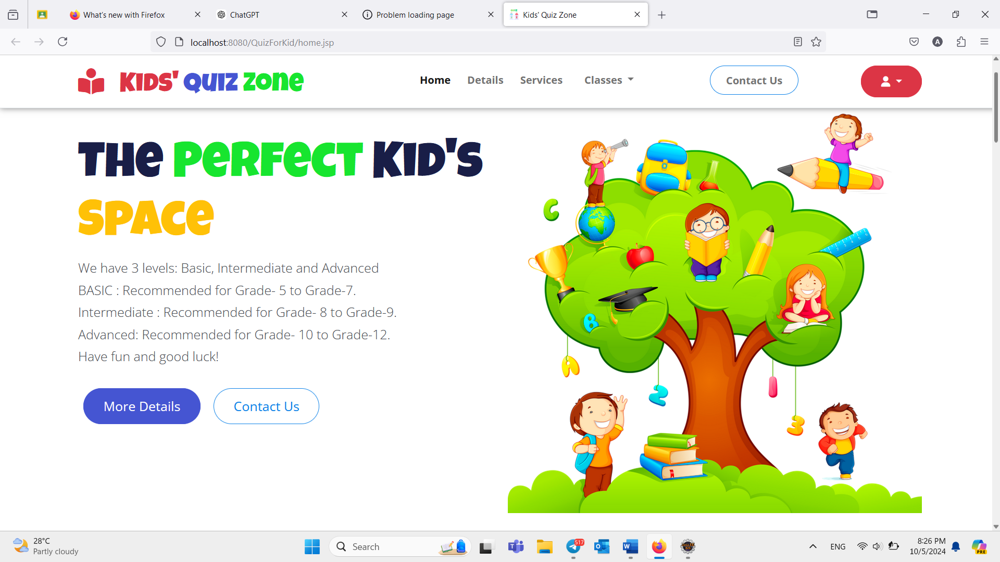 What's new with Firefox
ChatGPT
Problem loading page
Kids' Quiz Zone
localhost:8080/QuizForKid/home.jsp
A
KIDS' QUIZ ZONE
Home
Details
Services
Classes
Contact Us
THE PERFECT KID'S
SPACE
We have 3 levels: Basic, Intermediate and Advanced
BASIC : Recommended for Grade- 5 to Grade-7.
Intermediate : Recommended for Grade- 8 to Grade-9.
Advanced: Recommended for Grade- 10 to Grade-12.
Have fun and good luck!
More Details
Contact Us
C
B
A
2
1
3
28°C
Partly cloudy
Search
517
ENG
8:26 PM
10/5/2024
PRE